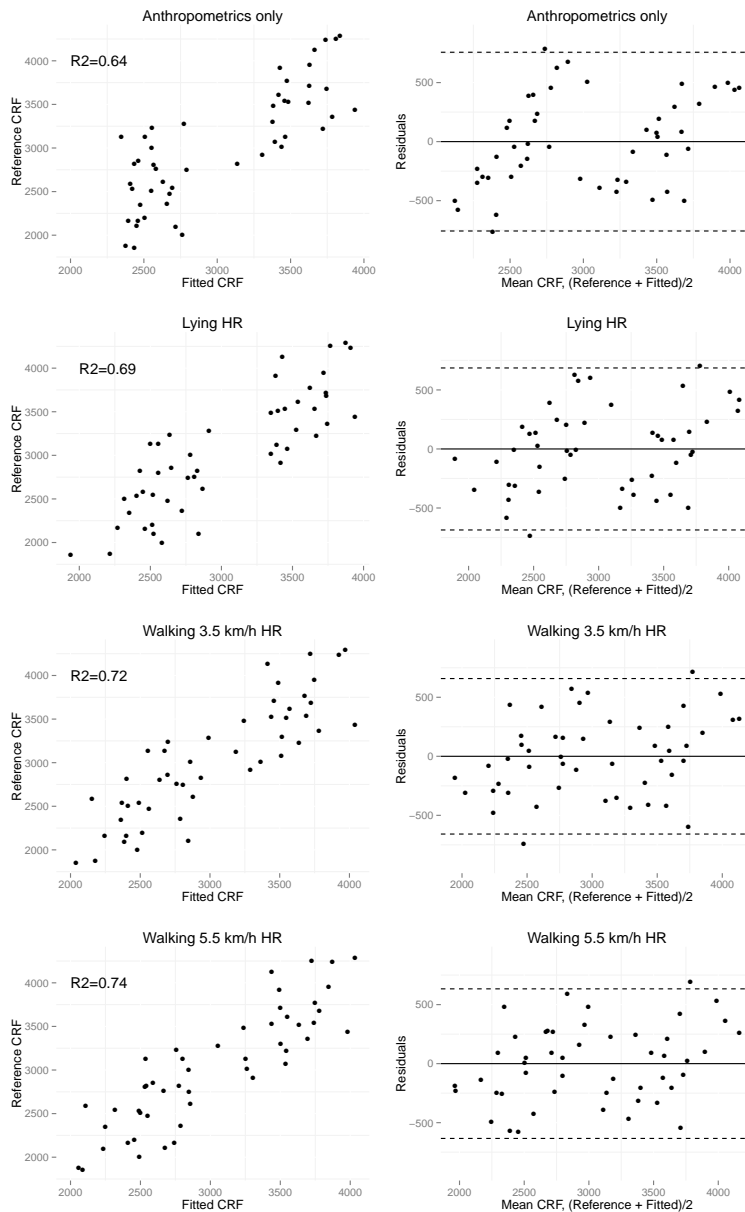 Anthropometrics only
R2=0.64
Reference CRF
4000
3500
3000
2500
2000
2000 2500 3000 3500 4000
Fitted CRF
Anthropometrics only
Residuals
500
0
−500
2000 2500 3000 3500 4000
Mean CRF, (Reference + Fitted)/2
Lying HR
R2=0.69
Reference CRF
4000
3500
3000
2500
2000
2000 2500 3000 3500 4000
Fitted CRF
Lying HR
Residuals
500
0
−500
2000 2500 3000 3500 4000
Mean CRF, (Reference + Fitted)/2
Walking 3.5 km/h HR
R2=0.72
Reference CRF
4000
3500
3000
2500
2000
2000 2500 3000 3500 4000
Fitted CRF
Walking 3.5 km/h HR
Residuals
500
0
−500
2000 2500 3000 3500 4000
Mean CRF, (Reference + Fitted)/2
Walking 5.5 km/h HR
R2=0.74
Reference CRF
4000
3500
3000
2500
2000
2000 2500 3000 3500 4000
Fitted CRF
Walking 5.5 km/h HR
Residuals
500
0
−500
2000 2500 3000 3500 4000
Mean CRF, (Reference + Fitted)/2